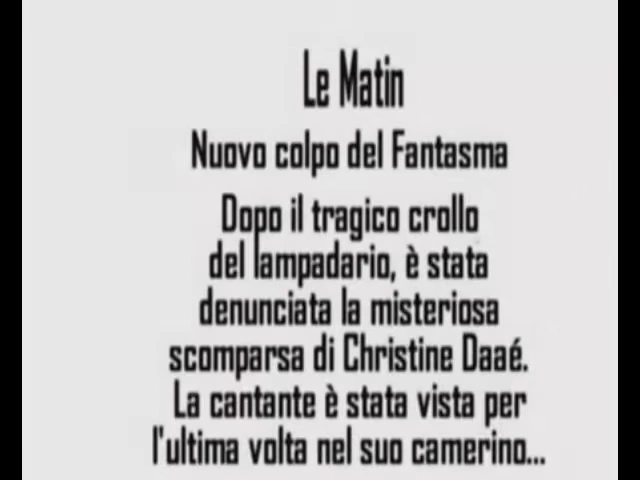 Le Matin
Nuovo colpo del Fantasma
Dopo il tragico crollo
del lampadario, è stata
denunciata la misteriosa
scomparsa di Christine Daaé.
La cantante è stata vista per
l'ultima volta nel suo camerino...